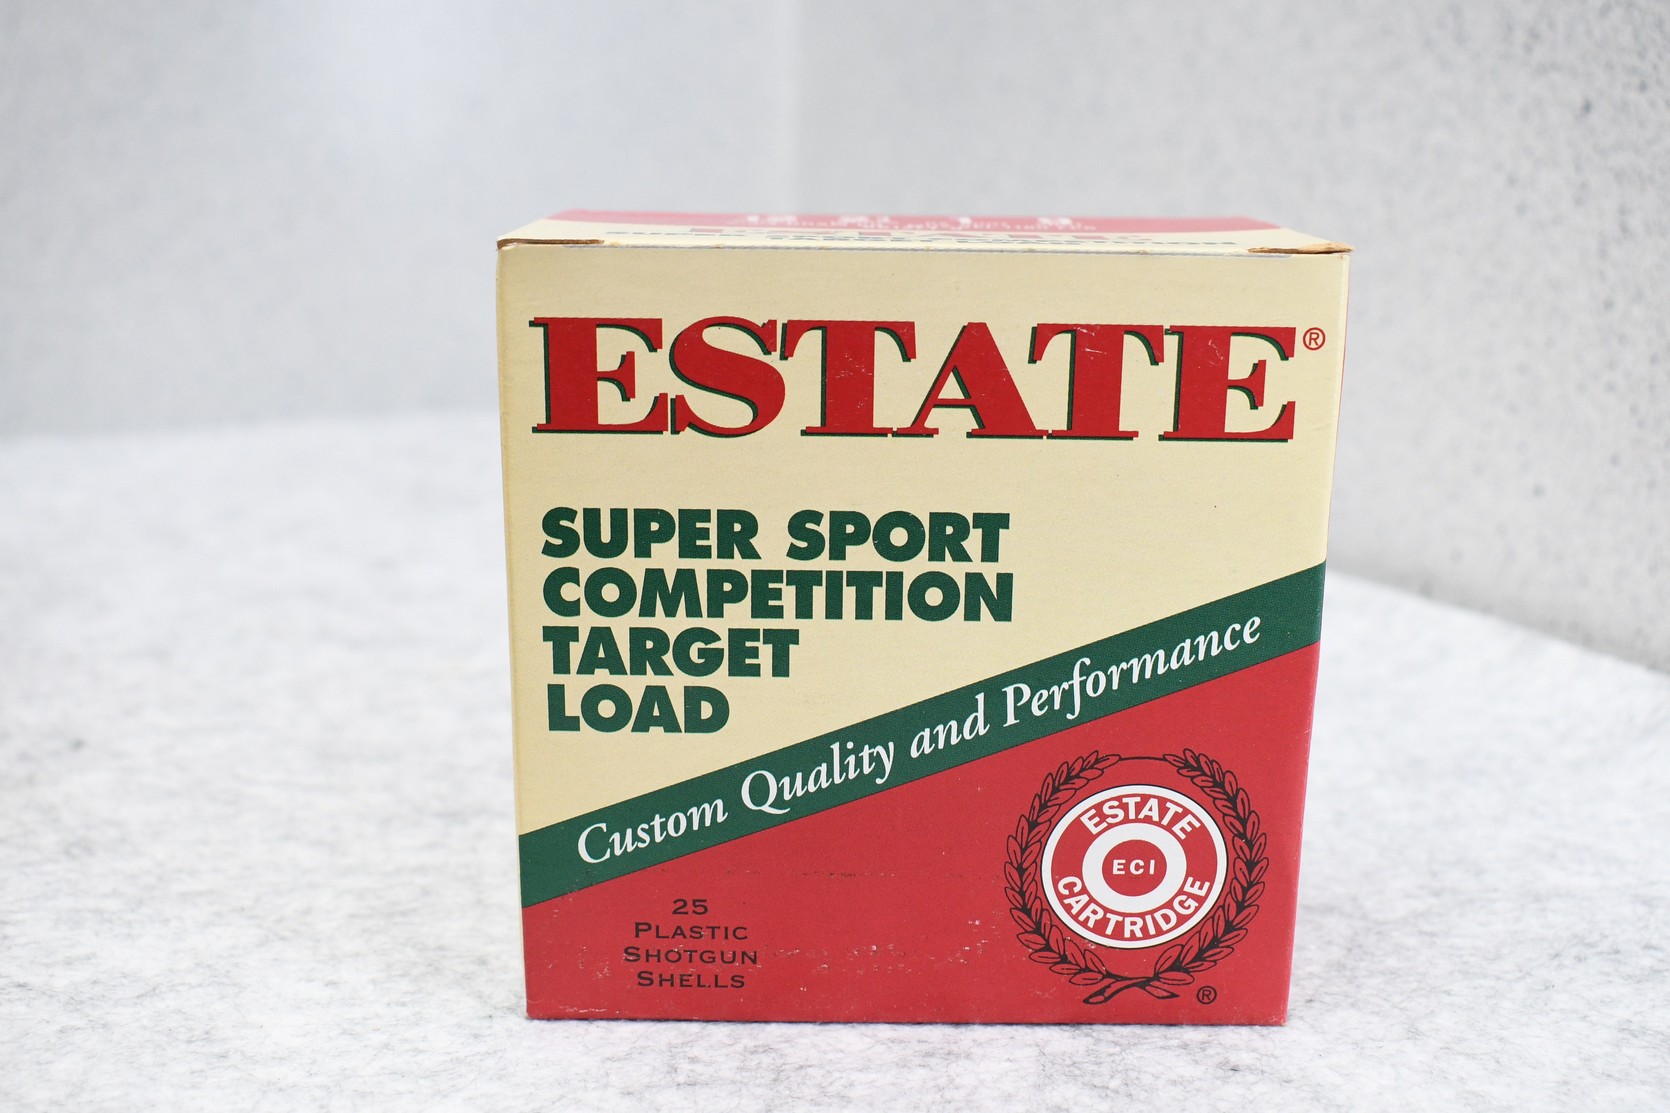 ESTATE®
SUPER SPORT
COMPETITION
TARGET
LOAD
Custom Quality and Performance
25
PLASTIC
SHOTGUN
SHELLS
ESTATE
ECI
CARTRIDGE
®